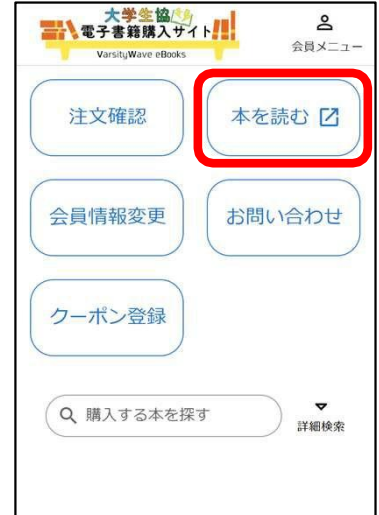 大学生協の
電子書籍購入サイト
VarsityWave eBooks
会員メニュー
注文確認
本を読む
会員情報変更
お問い合わせ
クーポン登録
購入する本を探す
詳細検索